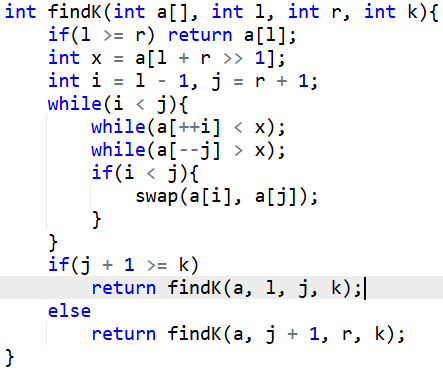 int findK(int a[], int l, int r, int k){
    if(l >= r) return a[l];
    int x = a[l + r >> 1];
    int i = l - 1, j = r + 1;
    while(i < j){
        while(a[++i] < x);
        while(a[--j] > x);
        if(i < j){
            swap(a[i], a[j]);
        }
    }
    if(j + 1 >= k)
        return findK(a, l, j, k);
    else
        return findK(a, j + 1, r, k);
}